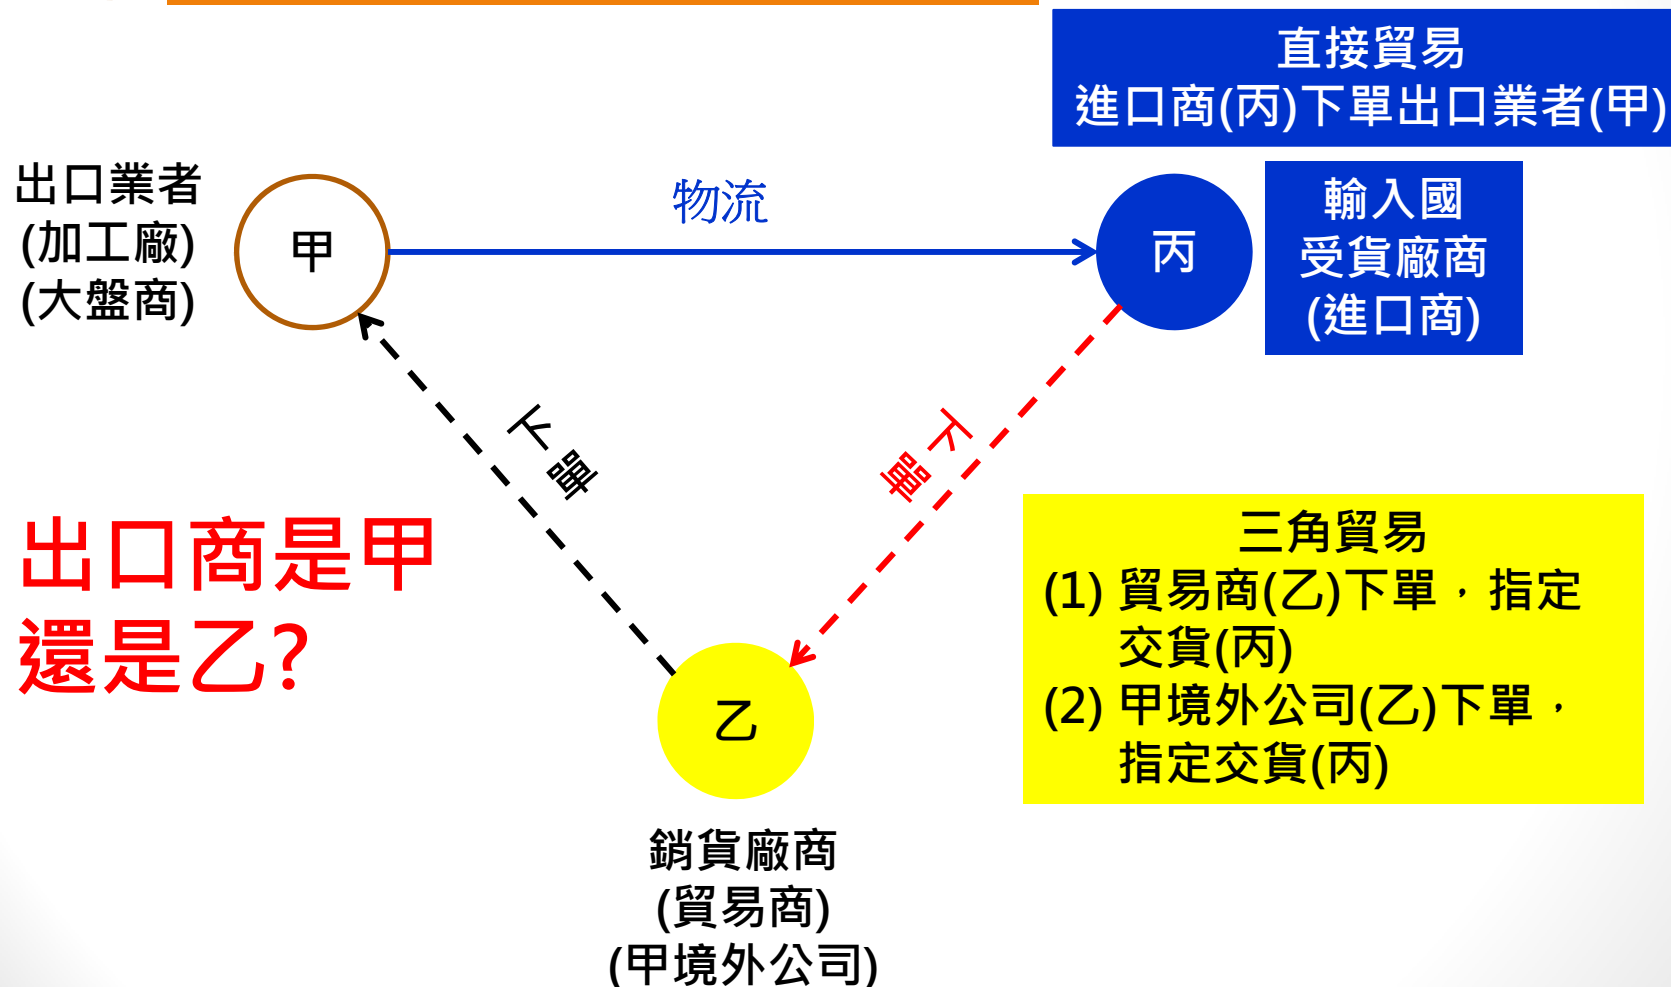 直接貿易
進口商(丙)下單出口業者(甲)
出口業者
(加工廠)
(大盤商)
甲
物流
丙
輸入國
受貨廠商
(進口商)
下單
下單
出口商是甲
還是乙?
三角貿易
(1) 貿易商(乙)下單，指定
交貨(丙)
(2) 甲境外公司(乙)下單，
指定交貨(丙)
乙
銷貨廠商
(貿易商)
(甲境外公司)